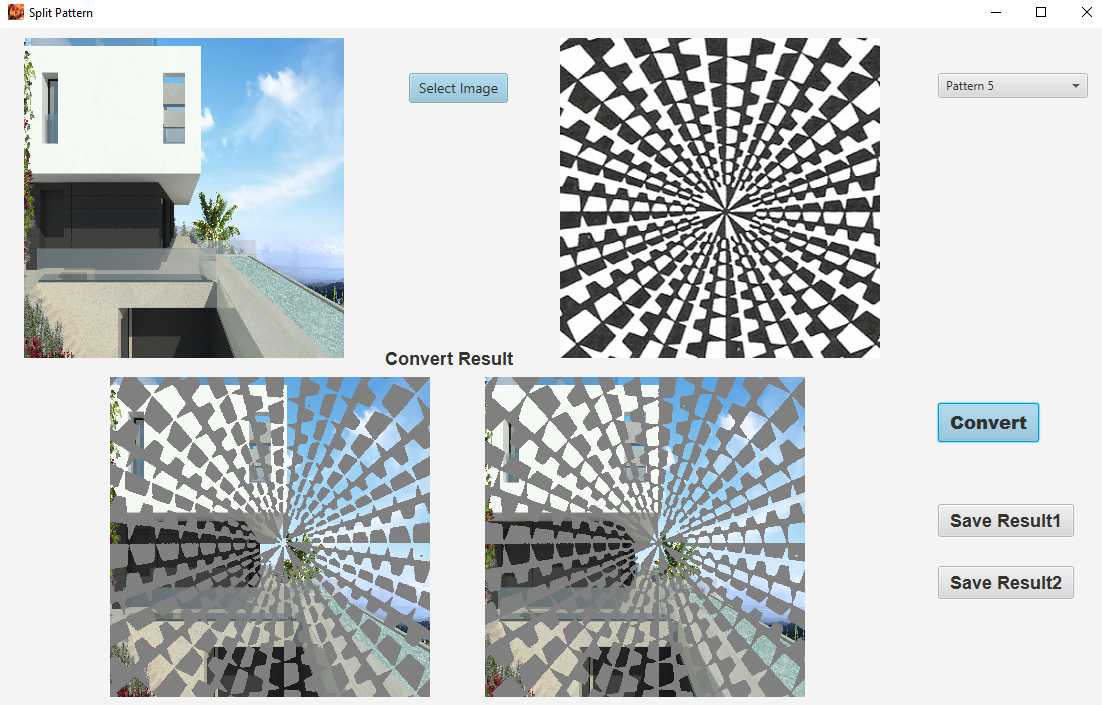 Split Pattern
Select Image
Pattern 5
Convert Result
Convert
Save Result1
Save Result2